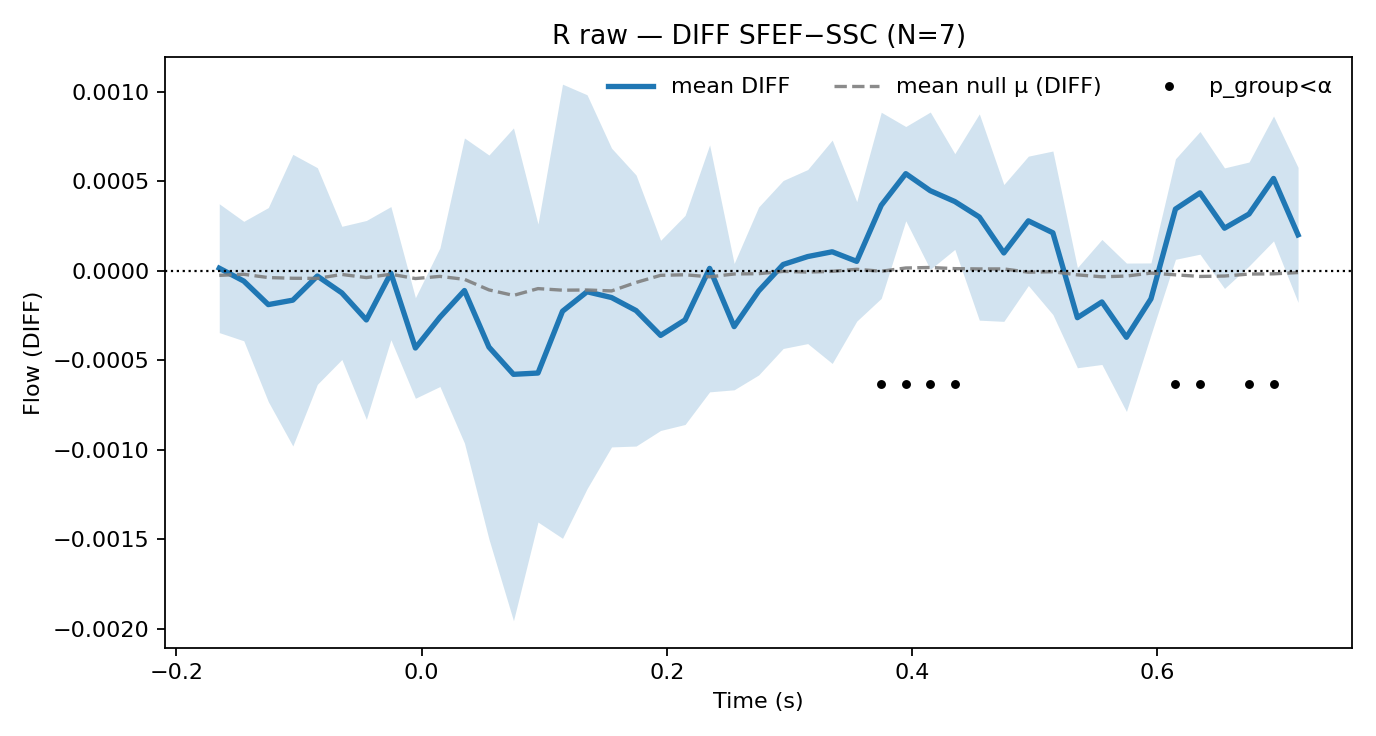 R raw — DIFF SFEF−SSC (N=7)
mean DIFF
mean null μ (DIFF)
p_group<α
Flow (DIFF)
0.0010
0.0005
0.0000
−0.0005
−0.0010
−0.0015
−0.0020
−0.2
0.0
0.2
0.4
0.6
Time (s)